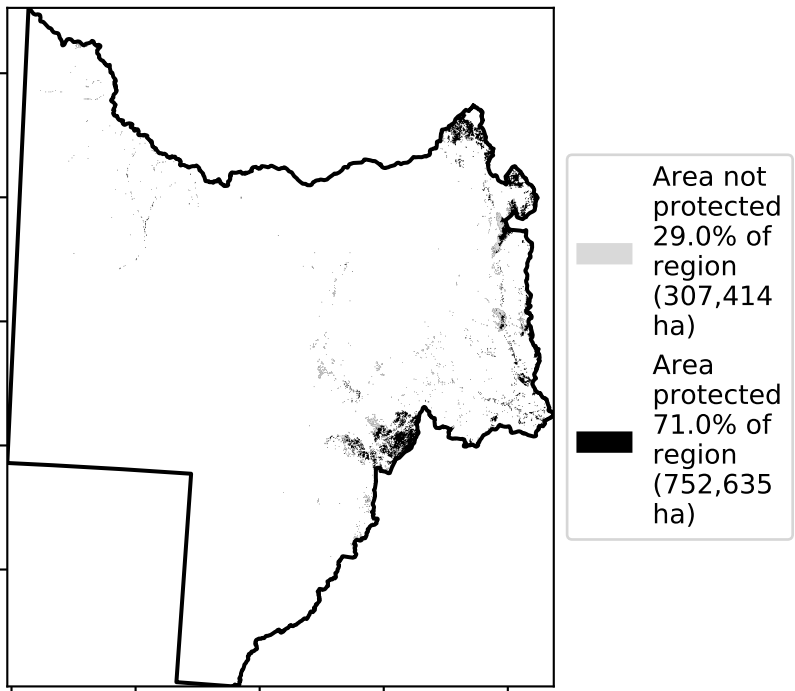 Area not
protected
29.0% of
region
(307,414
ha)
Area
protected
71.0% of
region
(752,635
ha)